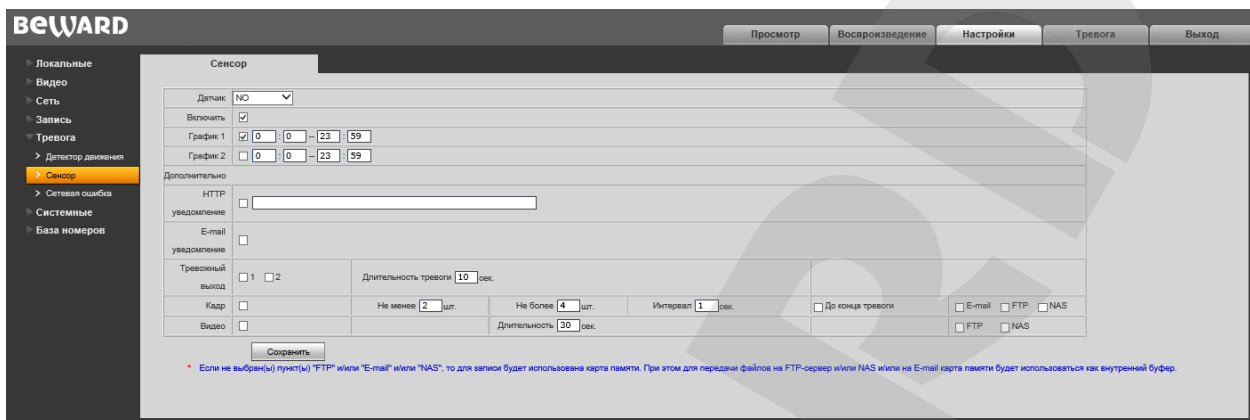 BEWARD
Просмотр Воспроизведение Настройки Тревога Выход
Локальные
Видео
Сеть
Запись
Тревога
Детектор движения
Сенсор
Сетевая ошибка
Системные
База номеров
Сенсор
Датчик NO
Включить
График 1 0 : 0 – 23 : 59
График 2 0 : 0 – 23 : 59
Дополнительно
HTTP
уведомление
E-mail
уведомление
Тревожный
выход
1 2 Длительность тревоги 10 сек.
Кадр Не менее 2 шт. Не более 4 шт. Интервал 1 сек. До конца тревоги E-mail FTP NAS
Видео Длительность 30 сек. FTP NAS
Сохранить
* Если не выбран(ы) пункт(ы) "FTP" и/или "E-mail" и/или "NAS", то для записи будет использована карта памяти. При этом для передачи файлов на FTP-сервер и/или NAS и/или на E-mail карта памяти будет использоваться как внутренний буфер.